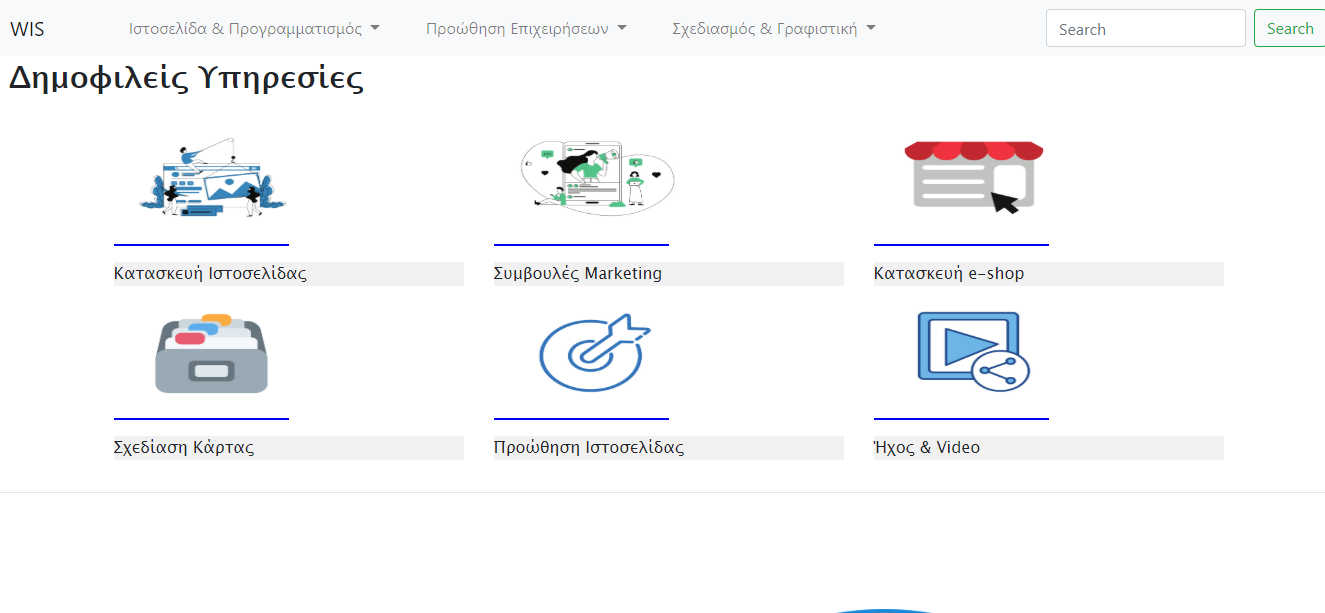 WIS Ιστοσελίδα & Προγραμματισμός Προώθηση Επιχειρήσεων Σχεδιασμός & Γραφιστική Search Search
Δημοφιλείς Υπηρεσίες
Κατασκευή Ιστοσελίδας Συμβουλές Marketing Κατασκευή e-shop
Σχεδίαση Κάρτας Προώθηση Ιστοσελίδας Ήχος & Video